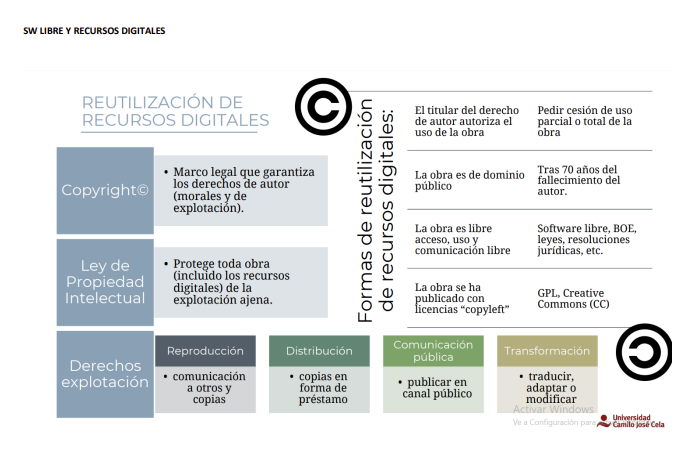 SW LIBRE Y RECURSOS DIGITALES
REUTILIZACIÓN DE
RECURSOS DIGITALES
Copyright©
• Marco legal que garantiza
los derechos de autor
(morales y de
explotación).
Ley de
Propiedad
Intelectual
• Protege toda obra
(incluido los recursos
digitales) de la
explotación ajena.
Derechos
explotación
Reproducción
• comunicación
a otros y
copias
Distribución
• copias en
forma de
préstamo
Comunicación
pública
• publicar en
canal público
Transformación
• traducir,
adaptar o
modificar
Formas de reutilización
de recursos digitales:
El titular del derecho
de autor autoriza el
uso de la obra
Pedir cesión de uso
parcial o total de la
obra
La obra es de dominio
público
Tras 70 años del
fallecimiento del
autor.
La obra es libre
acceso, uso y
comunicación libre
Software libre, BOE,
leyes, resoluciones
jurídicas, etc.
La obra se ha
publicado con
licencias “copyleft”
GPL, Creative
Commons (CC)
Activar Windows
Ve a Configuración para
Universidad
Camilo José Cela